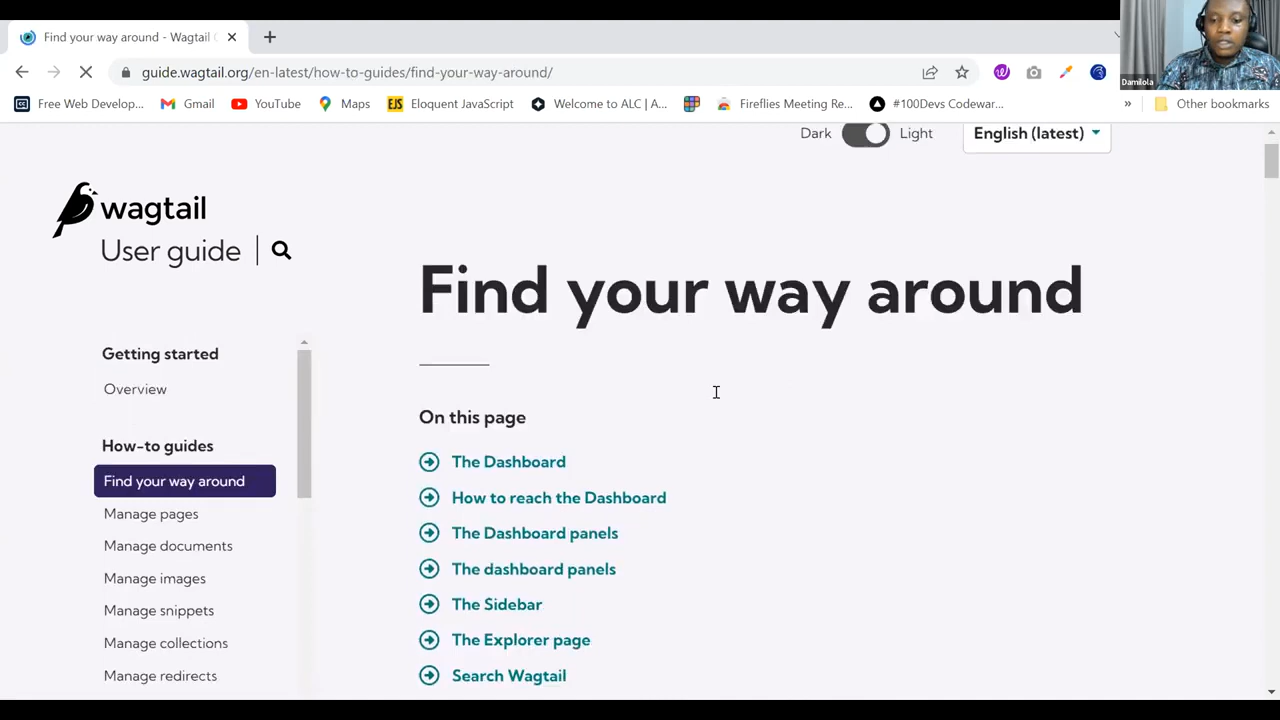 Find your way around - Wagtail
Damilola
guide.wagtail.org/en-latest/how-to-guides/find-your-way-around/
Free Web Develop... Gmail YouTube Maps EJS Eloquent JavaScript Welcome to ALC | A... Fireflies Meeting Re... #100Devs Codewar... » Other bookmarks
Dark Light English (latest)
wagtail
User guide
Find your way around
Getting started
Overview
How-to guides
Find your way around
Manage pages
Manage documents
Manage images
Manage snippets
Manage collections
Manage redirects
On this page
The Dashboard
How to reach the Dashboard
The Dashboard panels
The dashboard panels
The Sidebar
The Explorer page
Search Wagtail